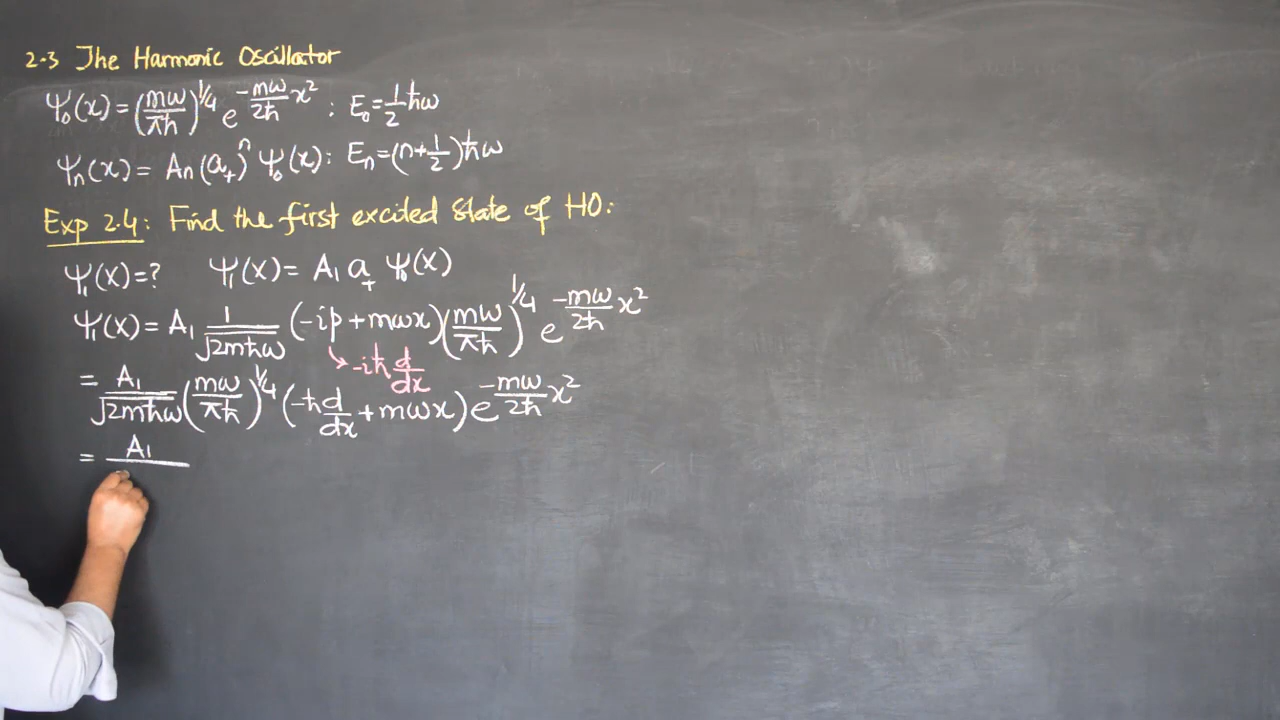 2.3 The Harmonic Oscillator
Ψ₀(x) = (mω/πħ)^1/4 e^(-mω/2ħ x²) : E₀ = 1/2 ħω
Ψn(x) = An (a₊)^n Ψ₀(x) : En = (n + 1/2) ħω
Exp 2.4 : Find the first excited state of HO :
Ψ₁(x) = ? Ψ₁(x) = A₁ a₊ Ψ₀(x)
Ψ₁(x) = A₁ 1/√2mħω (-ip + mωx) (mω/πħ)^1/4 e^(-mω/2ħ x²)
-iħ d/dx
= A₁/√2mħω (mω/πħ)^1/4 (-ħ d/dx + mωx) e^(-mω/2ħ x²)
= A₁